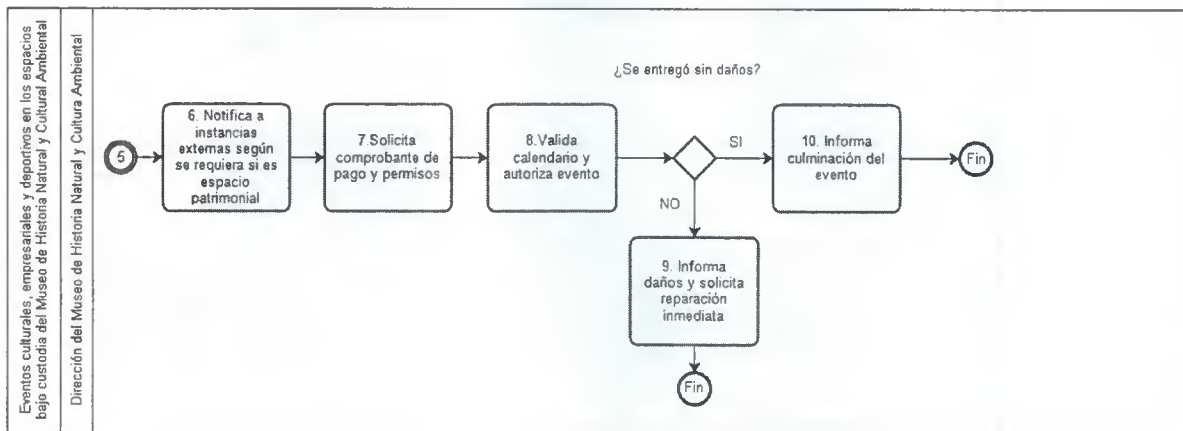 Eventos culturales, empresariales y deportivos en los espacios
bajo custodia del Museo de Historia Natural y Cultural Ambiental
Dirección del Museo de Historia Natural y Cultura Ambiental
5
6. Notifica a
instancias
externas según
se requiera si es
espacio
patrimonial
7.Solicita
comprobante de
pago y permisos
8.Valida
calendario y
autoriza evento
¿Se entregó sin daños?
SI
NO
10. Informa
culminación del
evento
Fin
9. Informa
daños y solicita
reparación
inmediata
Fin